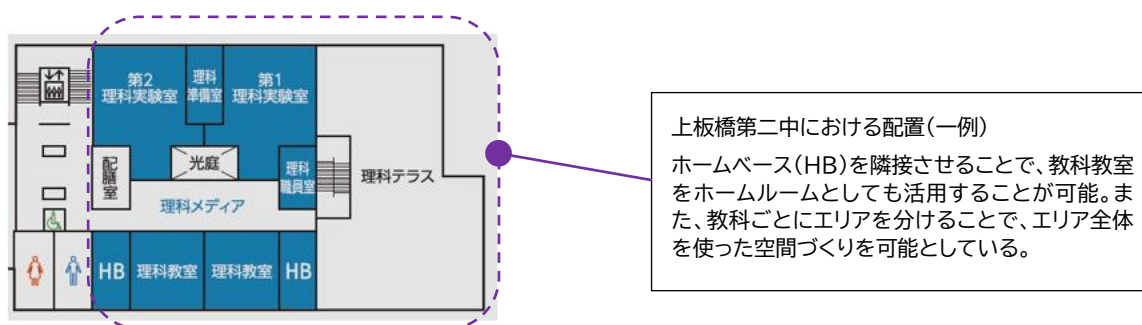 第2
理科実験室
理科
準備室
第1
理科実験室
配膳室
光庭
理科
職員室
理科テラス
理科メディア
HB
理科教室
理科教室
HB
上板橋第二中における配置(一例)
ホームベース(HB)を隣接させることで、教科教室
をホームルームとしても活用することが可能。ま
た、教科ごとにエリアを分けることで、エリア全体
を使った空間づくりを可能としている。